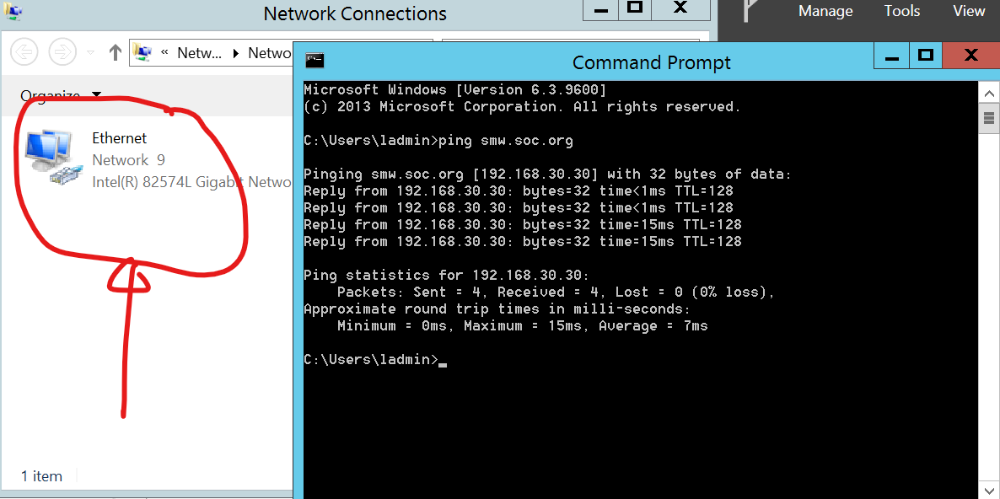 Network Connections
Manage Tools View
« Netw... Netwo
Organize
Ethernet
Network 9
Intel(R) 82574L Gigabit Netwo
1 item
Command Prompt
Microsoft Windows [Version 6.3.9600]
(c) 2013 Microsoft Corporation. All rights reserved.
C:\Users\ladmin>ping smw.soc.org
Pinging smw.soc.org [192.168.30.30] with 32 bytes of data:
Reply from 192.168.30.30: bytes=32 time<1ms TTL=128
Reply from 192.168.30.30: bytes=32 time<1ms TTL=128
Reply from 192.168.30.30: bytes=32 time=15ms TTL=128
Reply from 192.168.30.30: bytes=32 time=15ms TTL=128
Ping statistics for 192.168.30.30:
Packets: Sent = 4, Received = 4, Lost = 0 (0% loss),
Approximate round trip times in milli-seconds:
Minimum = 0ms, Maximum = 15ms, Average = 7ms
C:\Users\ladmin>_